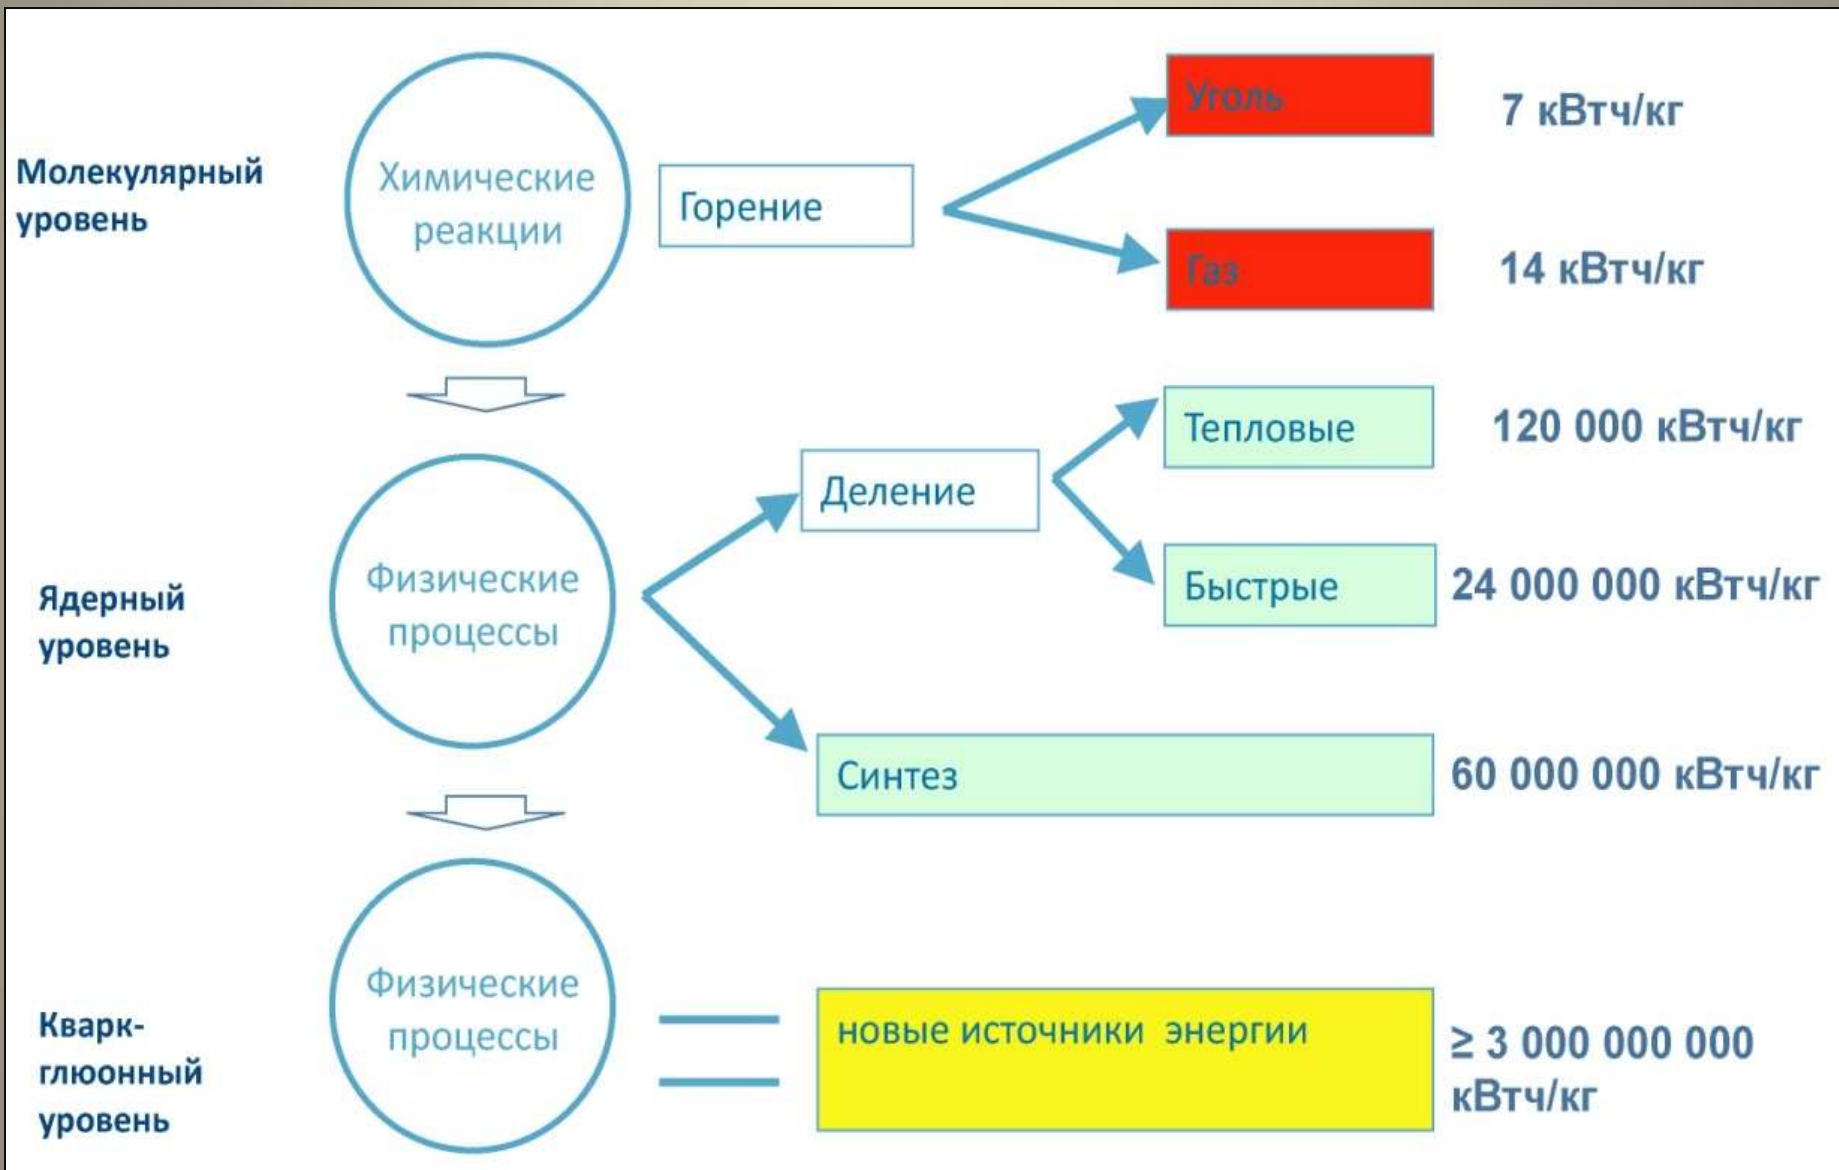 Молекулярный
уровень
Химические
реакции
Горение
Уголь
7 кВтч/кг
Газ
14 кВтч/кг
Ядерный
уровень
Физические
процессы
Деление
Тепловые
120 000 кВтч/кг
Быстрые
24 000 000 кВтч/кг
Синтез
60 000 000 кВтч/кг
Кварк-
глюонный
уровень
Физические
процессы
новые источники энергии
≥ 3 000 000 000
кВтч/кг